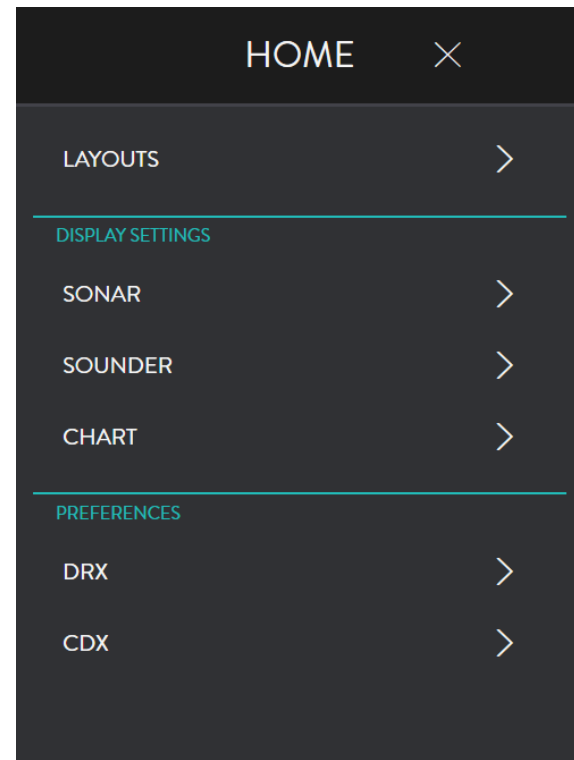 HOME
LAYOUTS
DISPLAY SETTINGS
SONAR
SOUNDER
CHART
PREFERENCES
DRX
CDX